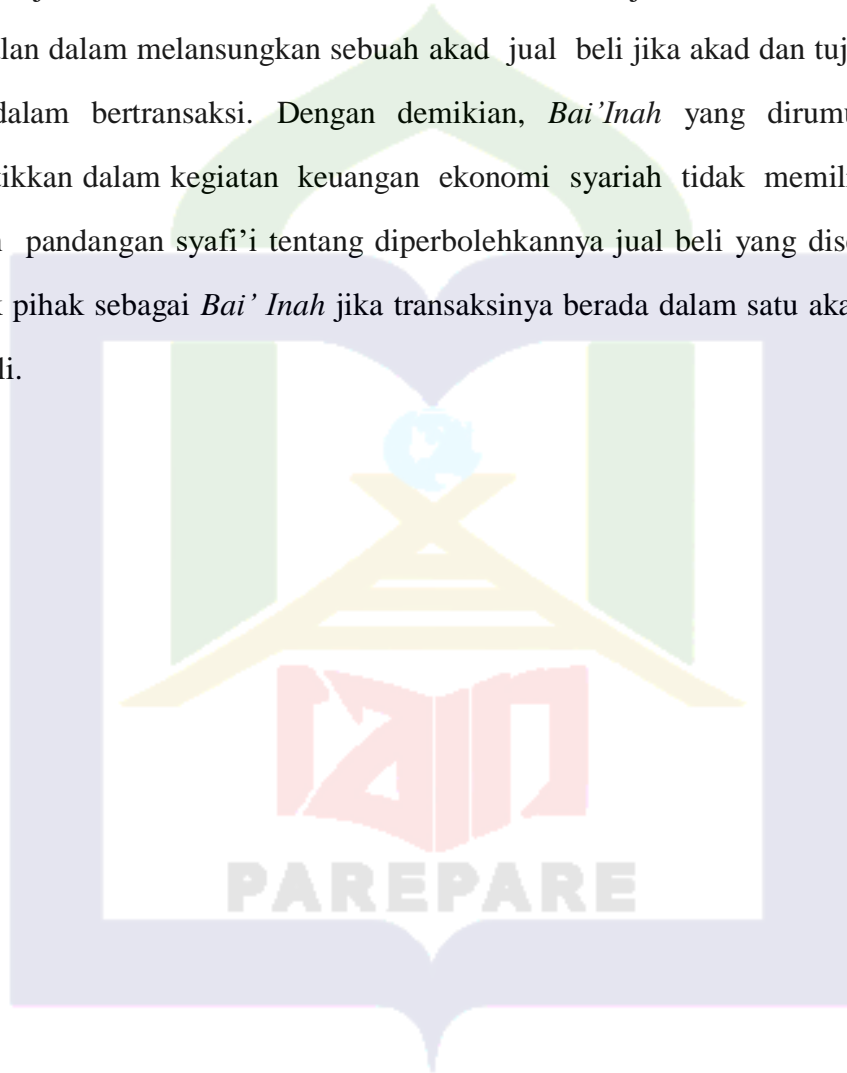 lan dalam melansungkan sebuah akad jual beli jika akad dan tuj
dalam bertransaksi. Dengan demikian, Bai'Inah yang dirumu
tikkan dalam kegiatan keuangan ekonomi syariah tidak memil
pandangan syafi'i tentang diperbolehkannya jual beli yang dis
pihak sebagai Bai' Inah jika transaksinya berada dalam satu aka
li.
iain
PAREPARE